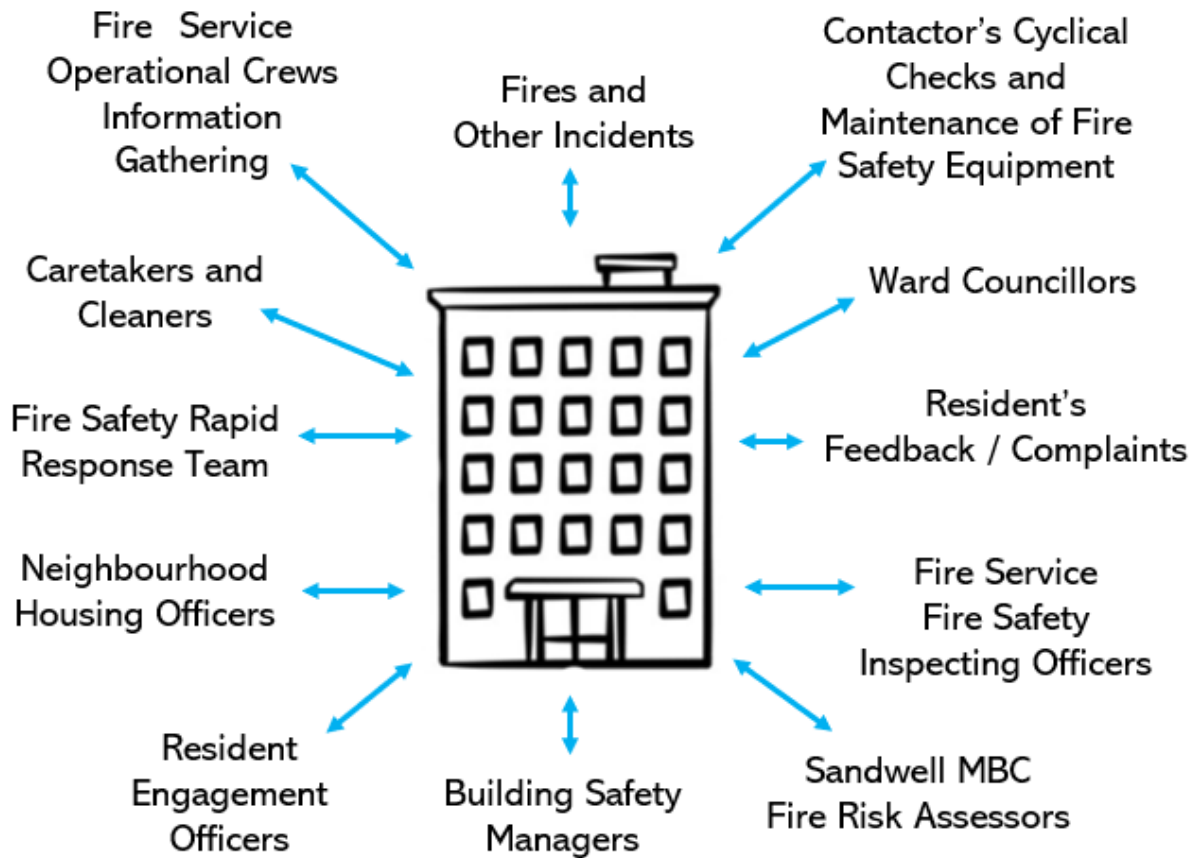 Fire Service
Operational Crews
Information
Gathering
Fires and
Other Incidents
Contactor's Cyclical
Checks and
Maintenance of Fire
Safety Equipment
Caretakers and
Cleaners
Ward Councillors
Fire Safety Rapid
Response Team
Resident's
Feedback / Complaints
Neighbourhood
Housing Officers
Fire Service
Fire Safety
Inspecting Officers
Resident
Engagement
Officers
Building Safety
Managers
Sandwell MBC
Fire Risk Assessors